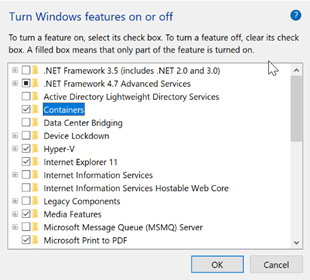 Turn Windows features on or off
?
To turn a feature on, select its check box. To turn a feature off, clear its check
box. A filled box means that only part of the feature is turned on.
.NET Framework 3.5 (includes .NET 2.0 and 3.0)
.NET Framework 4.7 Advanced Services
Active Directory Lightweight Directory Services
Containers
Data Center Bridging
Device Lockdown
Hyper-V
Internet Explorer 11
Internet Information Services
Internet Information Services Hostable Web Core
Legacy Components
Media Features
Microsoft Message Queue (MSMQ) Server
Microsoft Print to PDF
OK
Cancel